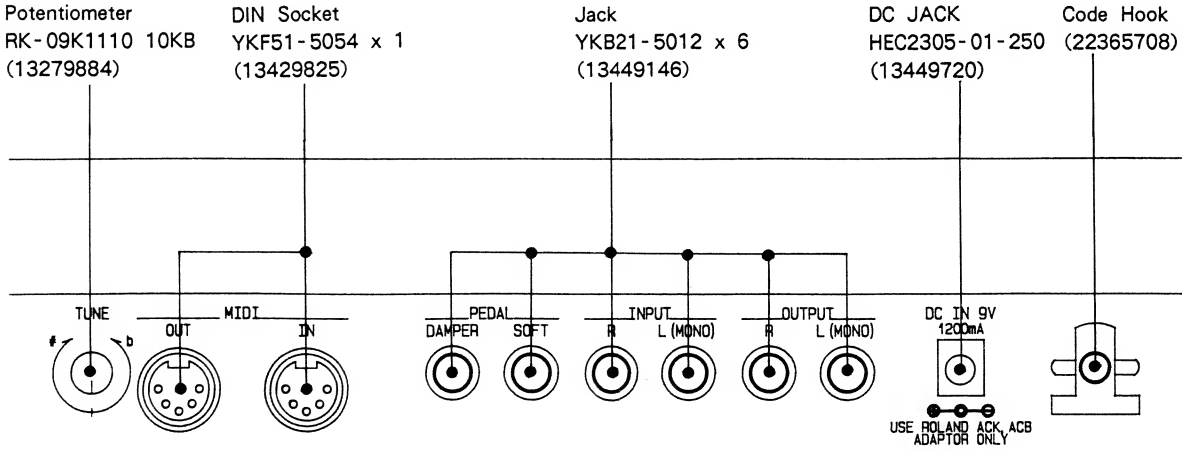 Potentiometer
RK-09K1110 10KB
(13279884)
DIN Socket
YKF51-5054 x 1
(13429825)
Jack
YKB21-5012 x 6
(13449146)
DC JACK
HEC2305-01-250
(13449720)
Code Hook
(22365708)
TUNE
# b
MIDI
OUT IN
PEDAL
DAMPER SOFT
INPUT
R L (MONO)
OUTPUT
R L (MONO)
DC IN 9V
1200mA
USE ROLAND ACK, ACB
ADAPTOR ONLY